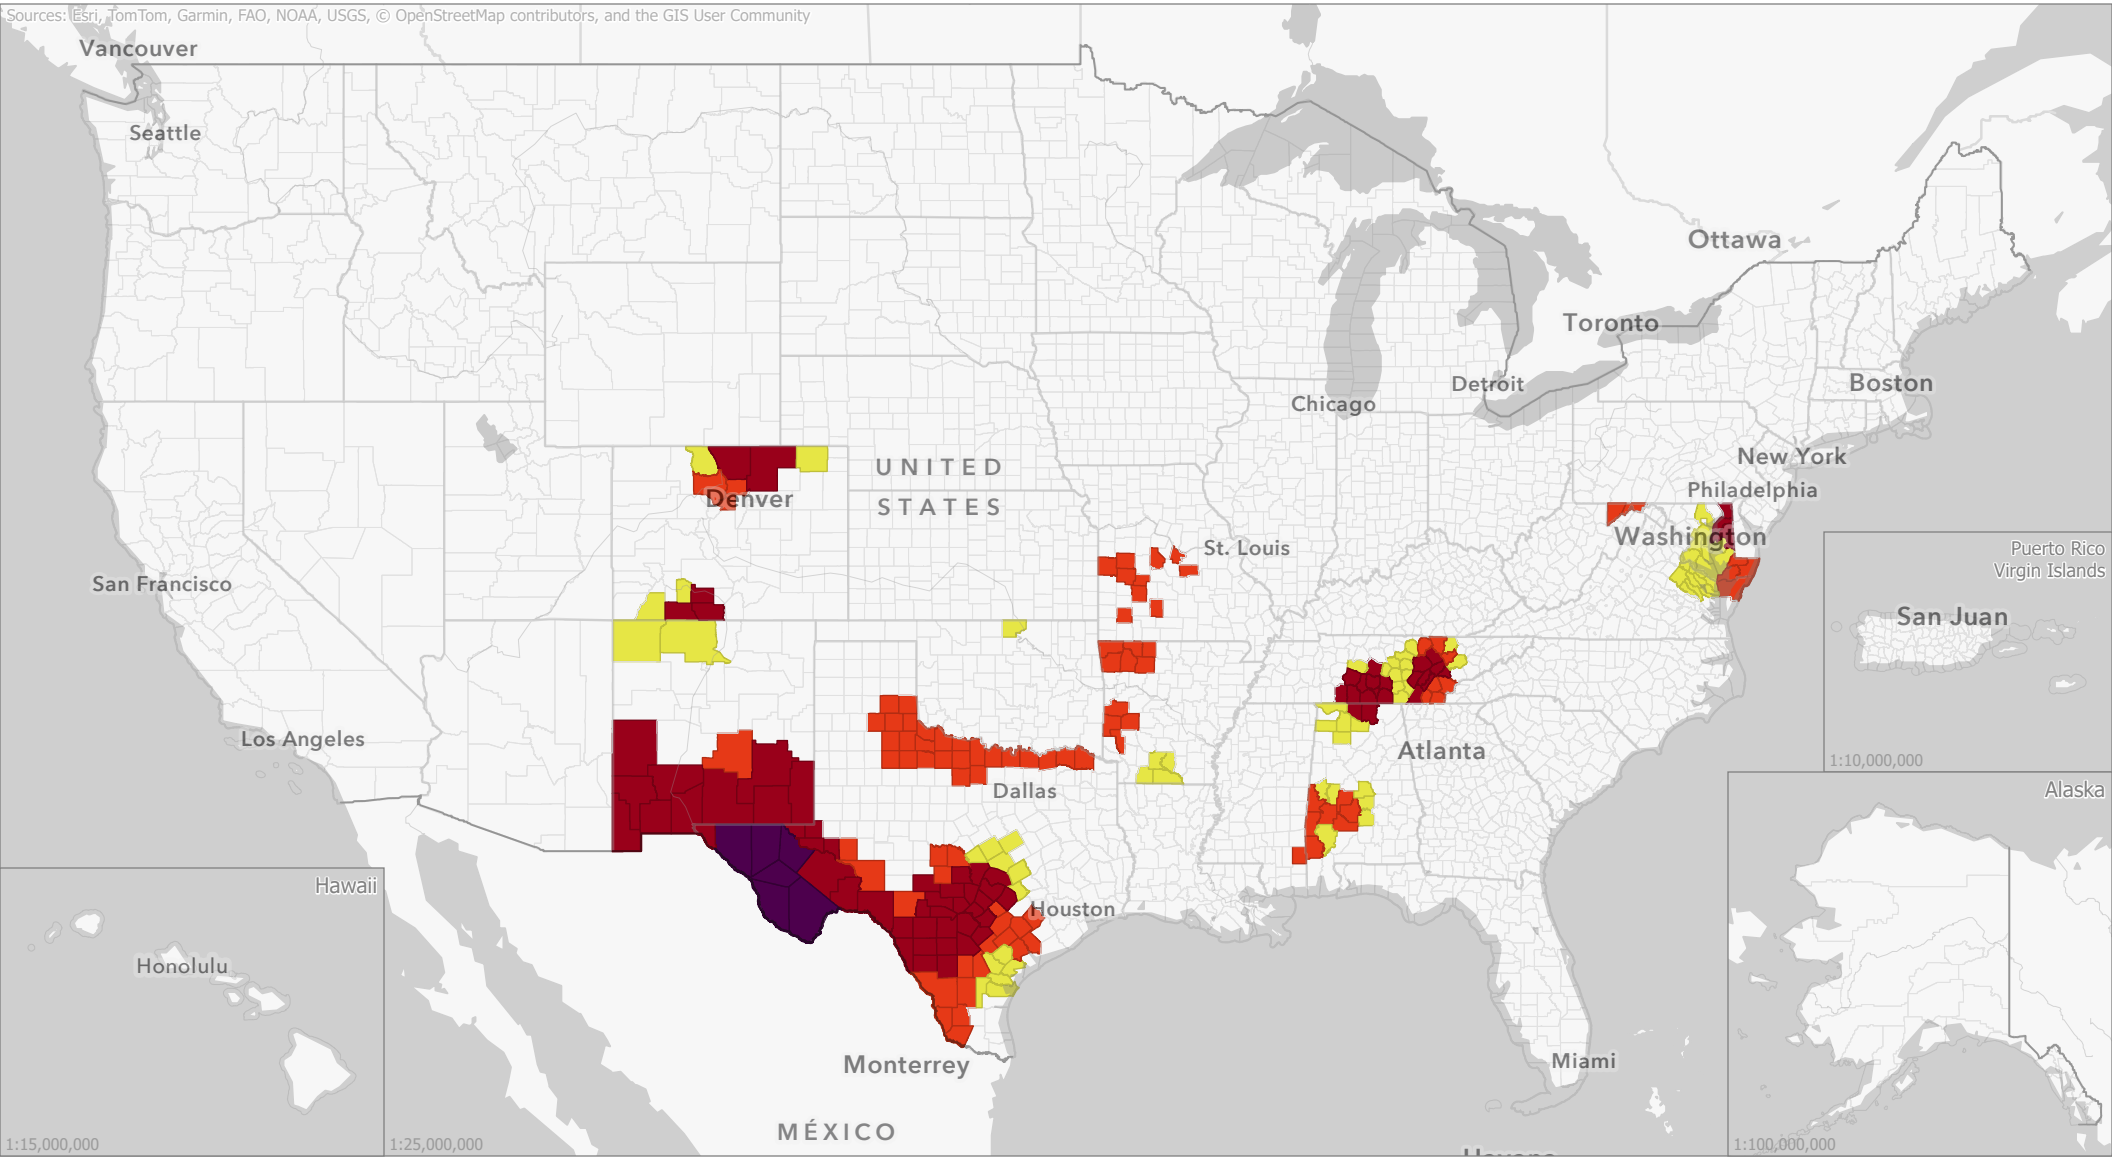 Sources: Esri, TomTom, Garmin, FAO, NOAA, USGS, © OpenStreetMap contributors, and the GIS User Community
Vancouver
Seattle
Ottawa
Toronto
Detroit
Boston
Chicago
New York
UNITED
STATES
Denver
Philadelphia
Washington
St. Louis
San Francisco
Puerto Rico
Virgin Islands
San Juan
1:10,000,000
Los Angeles
Atlanta
Dallas
Alaska
Hawaii
Houston
Honolulu
Monterrey
Miami
MÉXICO
1:15,000,000
1:25,000,000
1:100,000,000